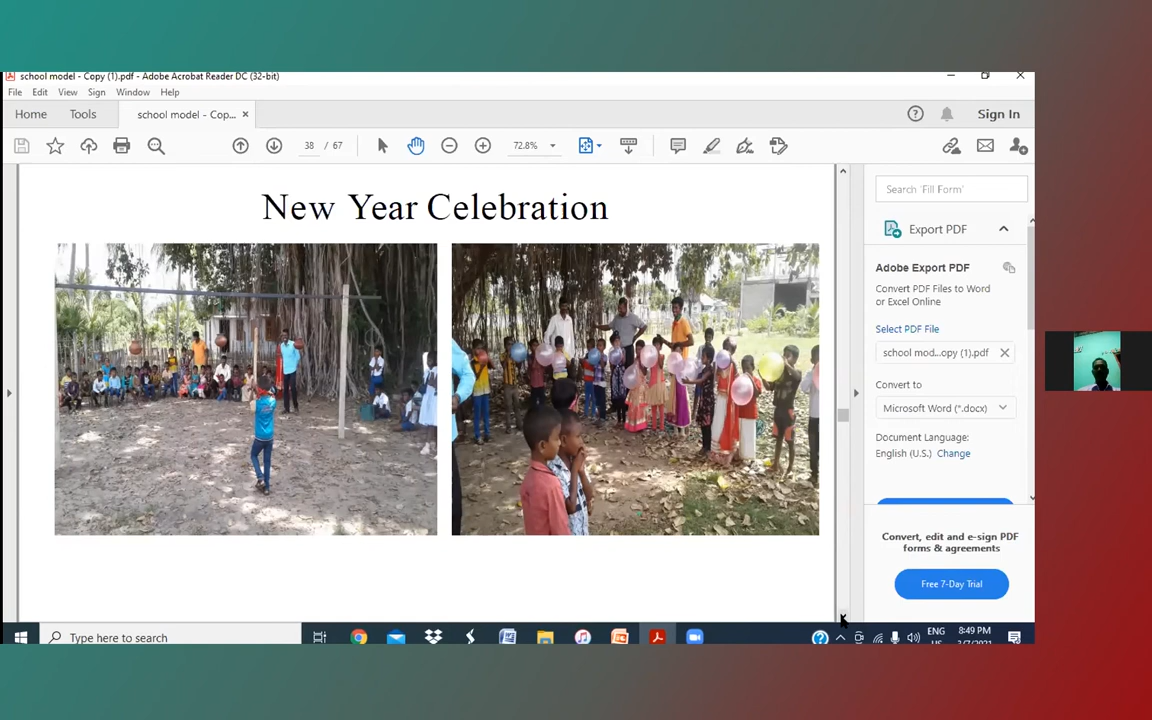 school model - Copy (1).pdf - Adobe Acrobat Reader DC (32-bit)
File Edit View Sign Window Help
Home Tools school model - Cop... × Sign In
38 / 67 72.8%
New Year Celebration
Search 'Fill Form'
Export PDF
Adobe Export PDF
Convert PDF Files to Word
or Excel Online
Select PDF File
school mod...opy (1).pdf
Convert to
Microsoft Word (*.docx)
Document Language:
English (U.S.) Change
Convert, edit and e-sign PDF
forms & agreements
Free 7-Day Trial
Type here to search
ENG 8:49 PM